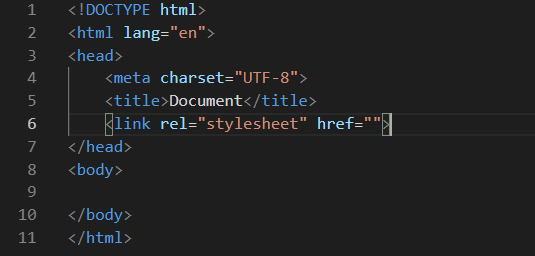 1 <!DOCTYPE html>
2 <html lang="en">
3 <head>
4     <meta charset="UTF-8">
5     <title>Document</title>
6     <link rel="stylesheet" href="">
7 </head>
8 <body>
9
10 </body>
11 </html>